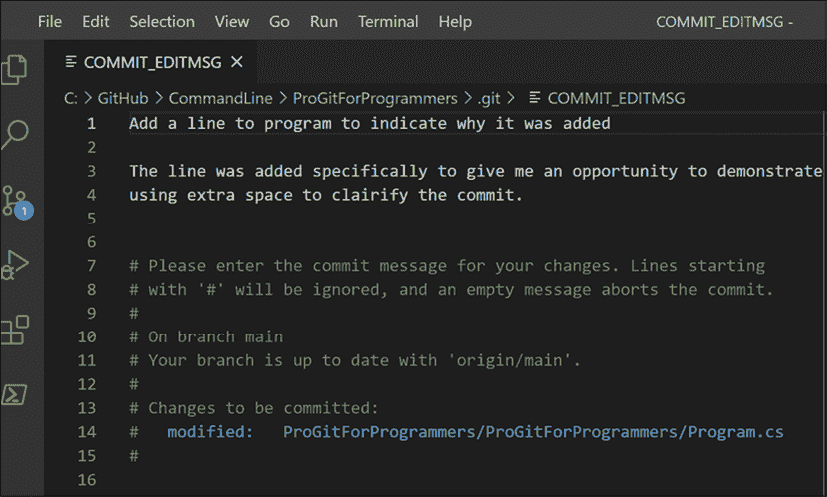 File Edit Selection View Go Run Terminal Help COMMIT_EDITMSG -
COMMIT_EDITMSG ×
C: > GitHub > CommandLine > ProGitForProgrammers > .git > COMMIT_EDITMSG
1 Add a line to program to indicate why it was added
2
3 The line was added specifically to give me an opportunity to demonstrate
4 using extra space to clairify the commit.
5
6
7 # Please enter the commit message for your changes. Lines starting
8 # with '#' will be ignored, and an empty message aborts the commit.
9 #
10 # On branch main
11 # Your branch is up to date with 'origin/main'.
12 #
13 # Changes to be committed:
14 # modified: ProGitForProgrammers/ProGitForProgrammers/Program.cs
15 #
16
1